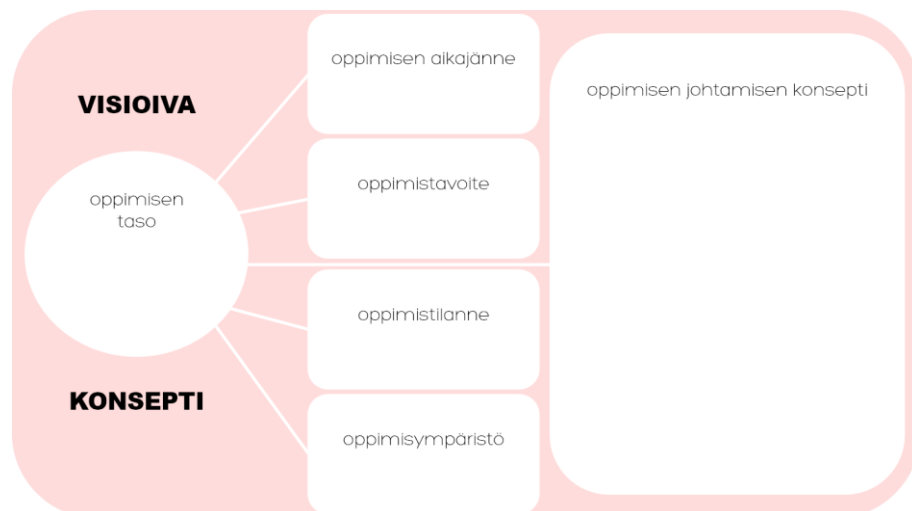 VISIOIVA
oppimisen
taso
KONSEPTI
oppimisen aikajänne
oppimistavoite
oppimistilanne
oppimisympäristö
oppimisen johtamisen konsepti